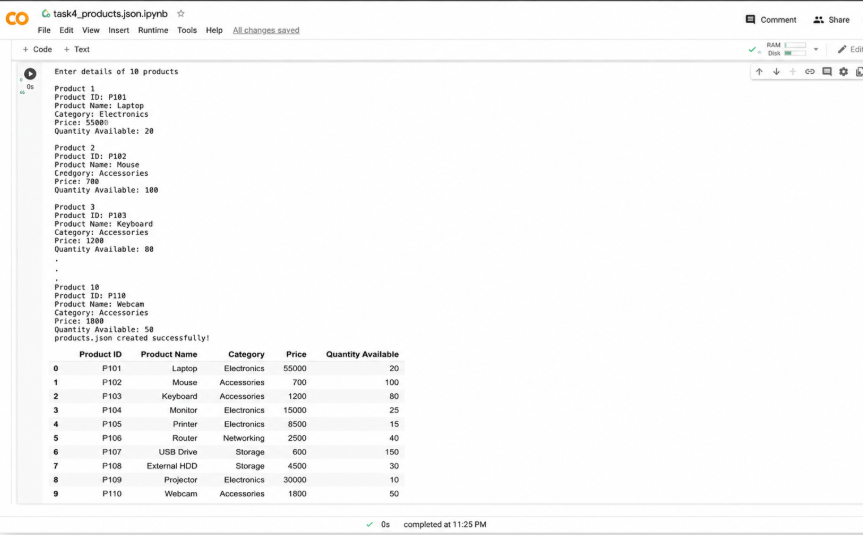 CO task4_products.json.ipynb
Comment Share
File Edit View Insert Runtime Tools Help All changes saved
+ Code + Text
RAM
Disk
Edit
0s
Enter details of 10 products
Product 1
Product ID: P101
Product Name: Laptop
Category: Electronics
Price: 55000
Quantity Available: 20
Product 2
Product ID: P102
Product Name: Mouse
Credgory: Accessories
Price: 700
Quantity Available: 100
Product 3
Product ID: P103
Product Name: Keyboard
Category: Accessories
Price: 1200
Quantity Available: 80
.
.
.
Product 10
Product ID: P110
Product Name: Webcam
Category: Accessories
Price: 1800
Quantity Available: 50
products.json created successfully!
Product ID Product Name Category Price Quantity Available
0 P101 Laptop Electronics 55000 20
1 P102 Mouse Accessories 700 100
2 P103 Keyboard Accessories 1200 80
3 P104 Monitor Electronics 15000 25
4 P105 Printer Electronics 8500 15
5 P106 Router Networking 2500 40
6 P107 USB Drive Storage 600 150
7 P108 External HDD Storage 4500 30
8 P109 Projector Electronics 30000 10
9 P110 Webcam Accessories 1800 50
0s completed at 11:25 PM